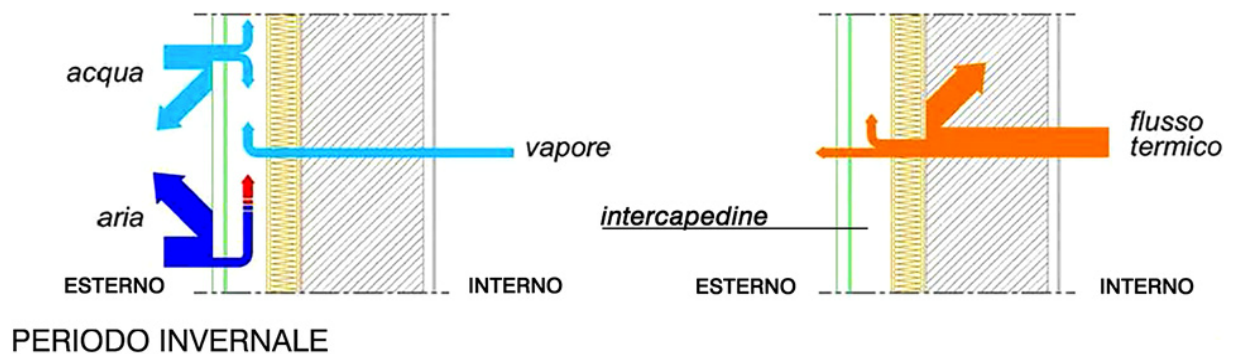 acqua
vapore
aria
ESTERNO
INTERNO
flusso
termico
intercapedine
ESTERNO
INTERNO
PERIODO INVERNALE